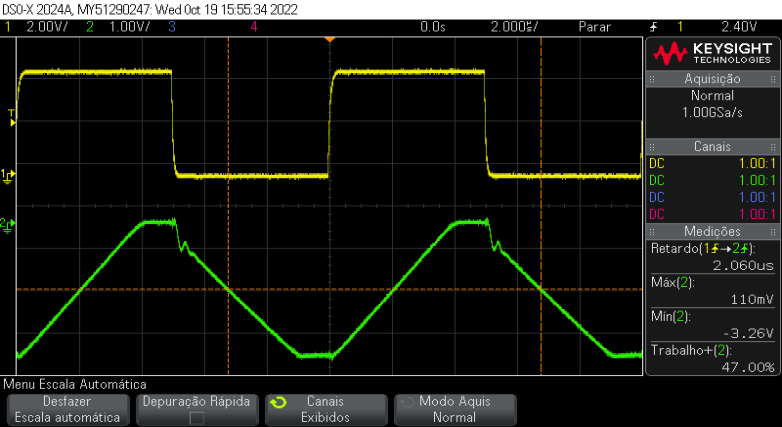 DSO-X 2024A, MY51290247: Wed Oct 19 15:55:34 2022
1 2.00V/ 2 1.00V/ 3 4 0.0s 2.000s/ Parar 1 2.40V
KEYSIGHT
TECHNOLOGIES
Aquisição
Normal
1.00GSa/s
Canais
DC 1.00:1
DC 1.00:1
DC 1.00:1
DC 1.00:1
Medições
Retardo(1→2):
2.060us
Máx(2):
110mV
Mín(2):
-3.26V
Trabalho+(2):
47.00%
T
1
2
Menu Escala Automática
Desfazer
Escala automática
Depuração Rápida
Canais
Exibidos
Modo Aquis
Normal